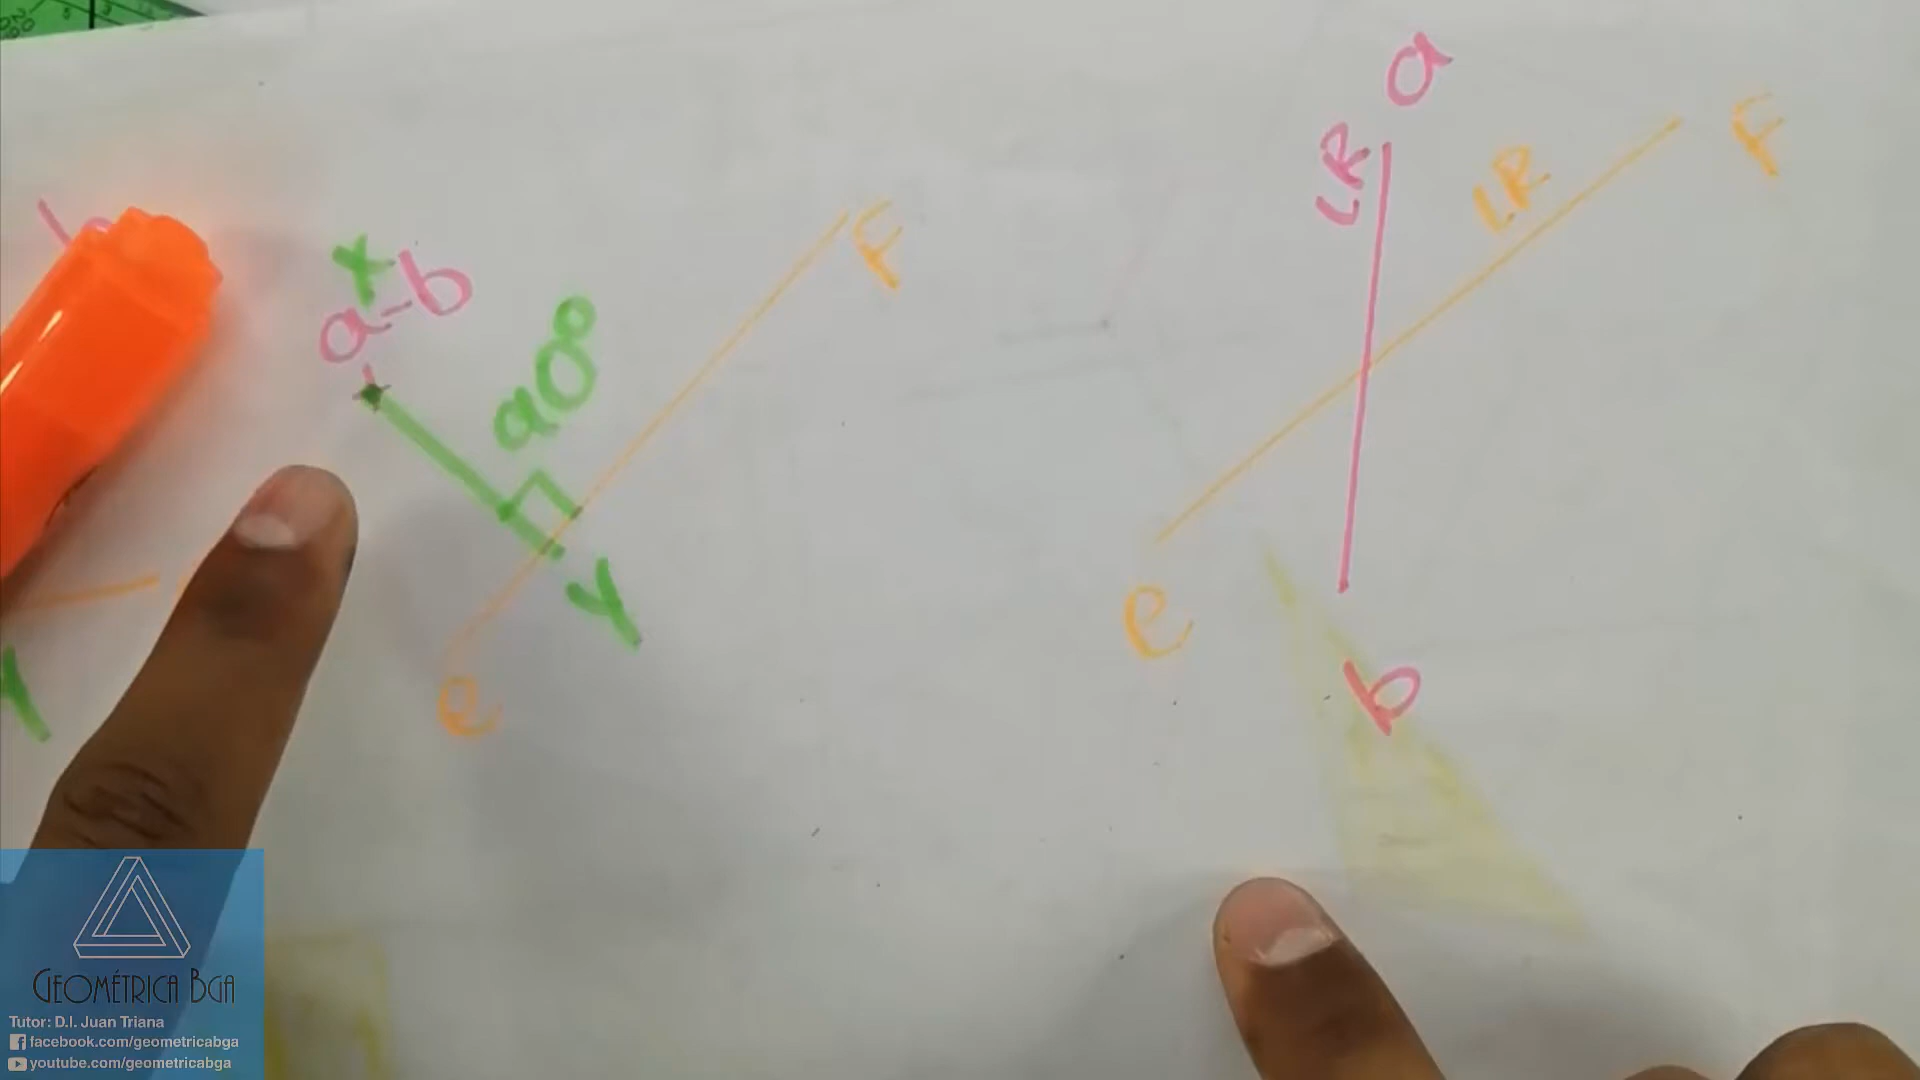 a
LR
LR
F
x
a-b
90°
F
y
e
e
b
GEOMÉTRICA BGA
Tutor: D.I. Juan Triana
facebook.com/geometricabga
youtube.com/geometricabga